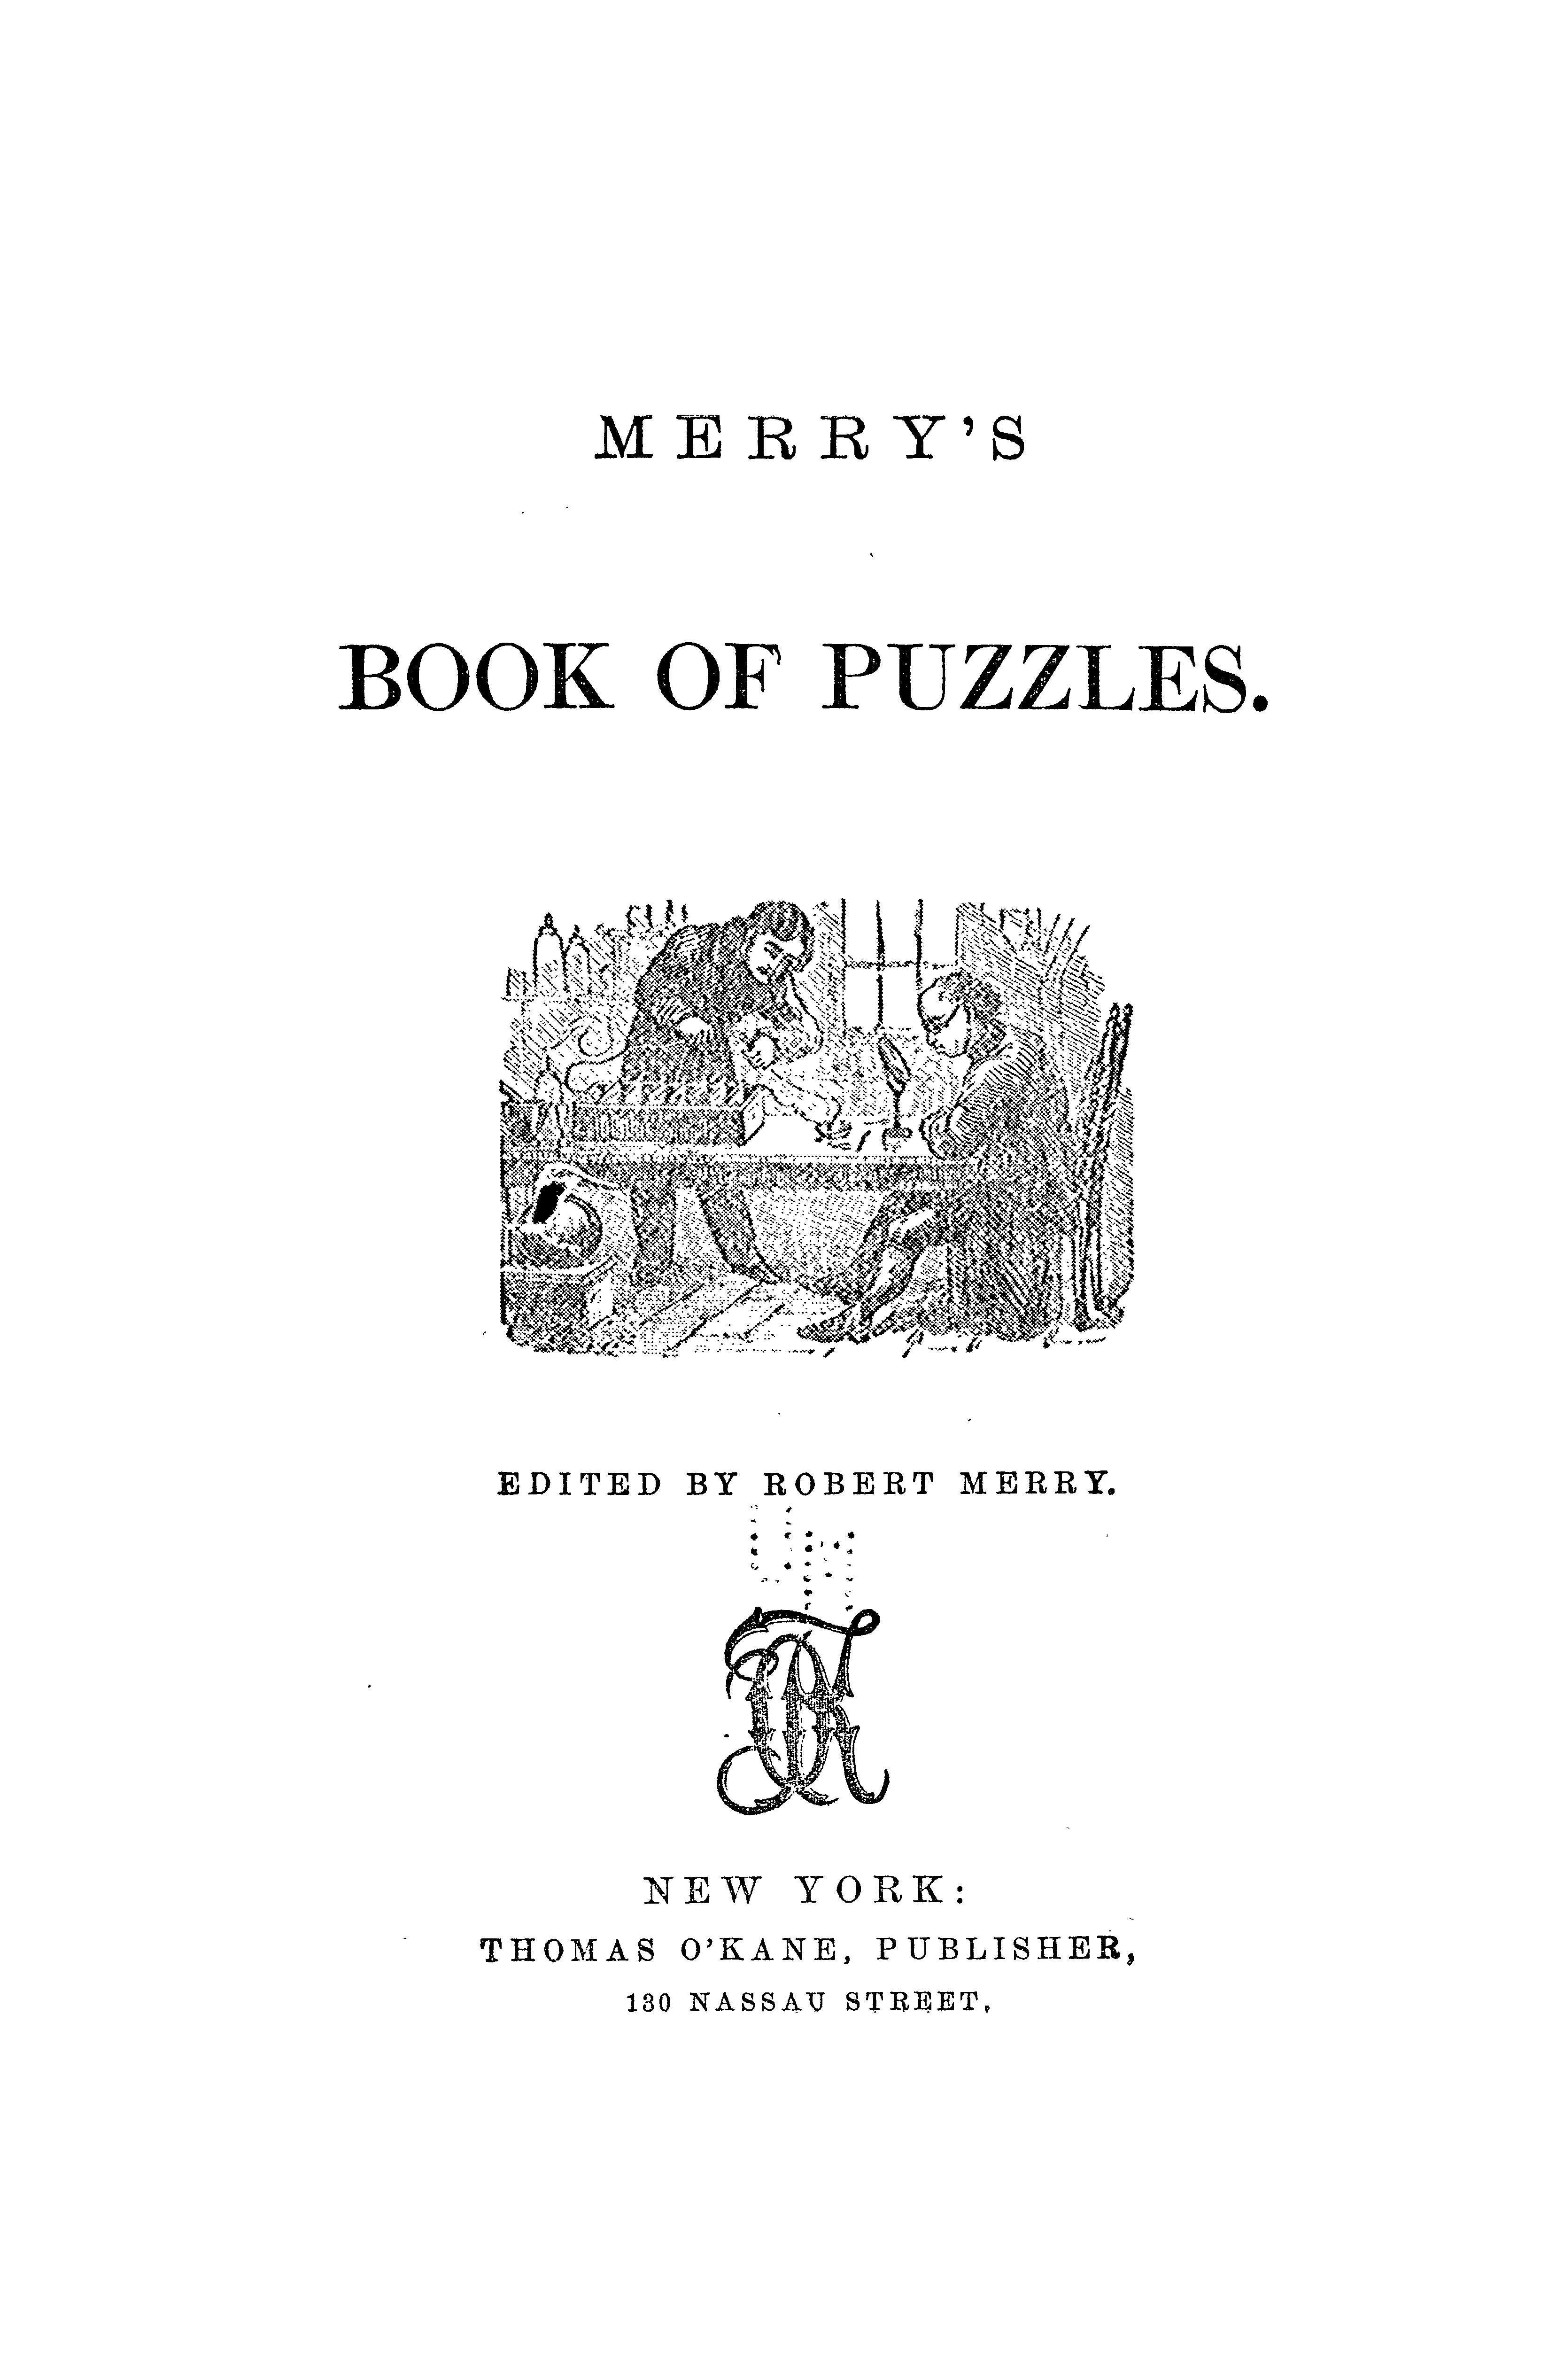 MERRY'S
BOOK OF PUZZLES.
EDITED BY ROBERT MERRY.
NEW YORK:
THOMAS O'KANE, PUBLISHER,
130 NASSAU STREET,